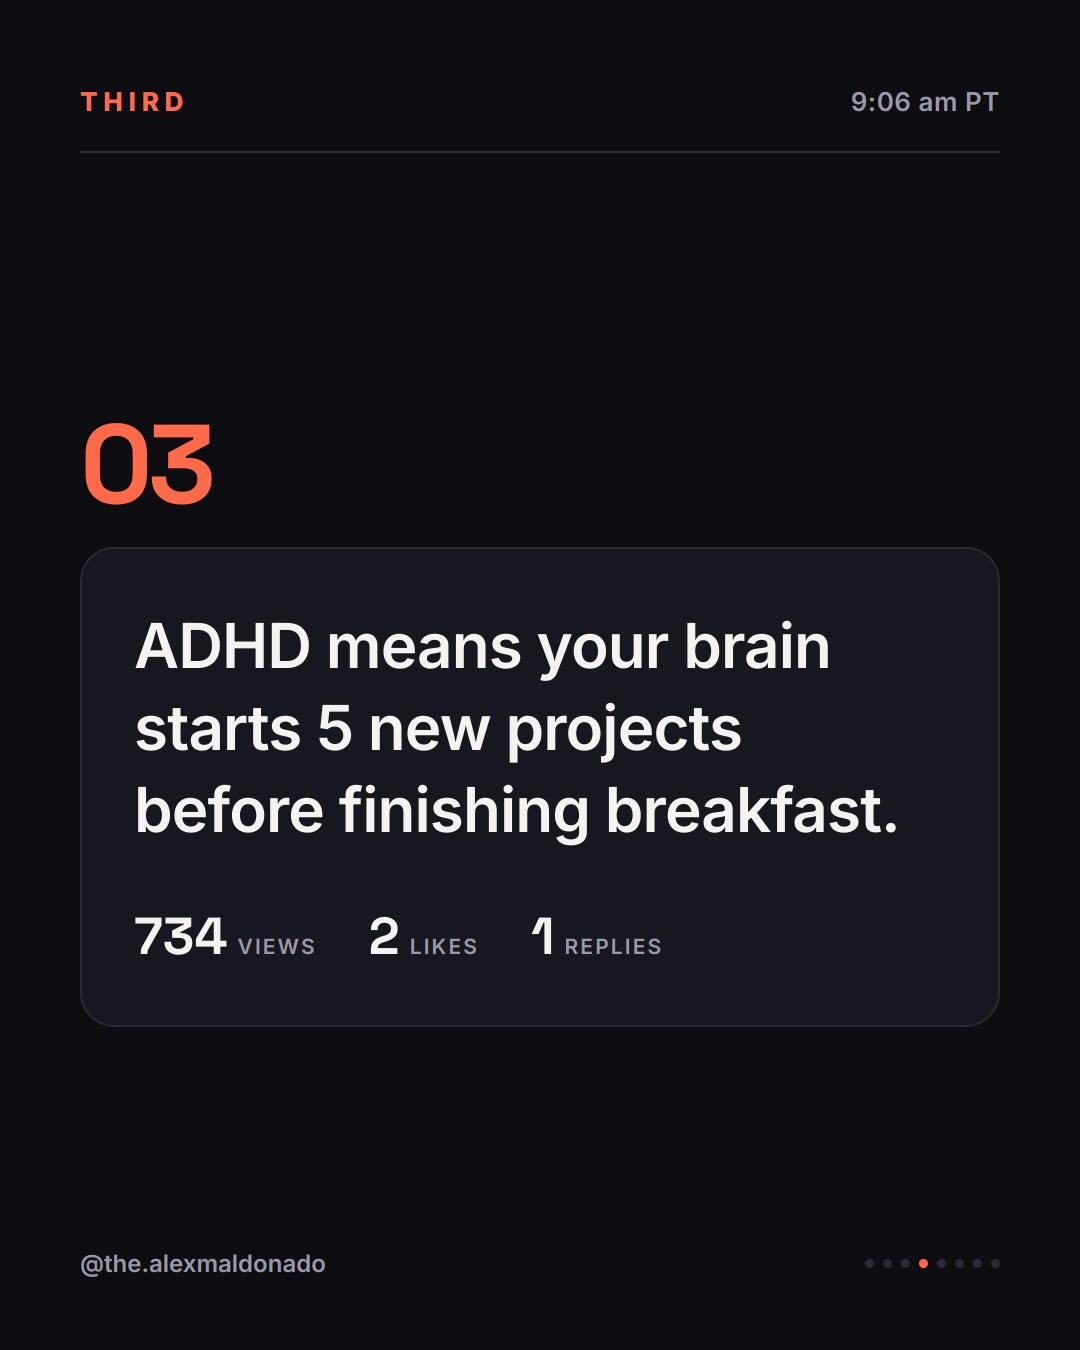 THIRD
9:06 am PT
03
ADHD means your brain
starts 5 new projects
before finishing breakfast.
734 VIEWS 2 LIKES 1 REPLIES
@the.alexmaldonado